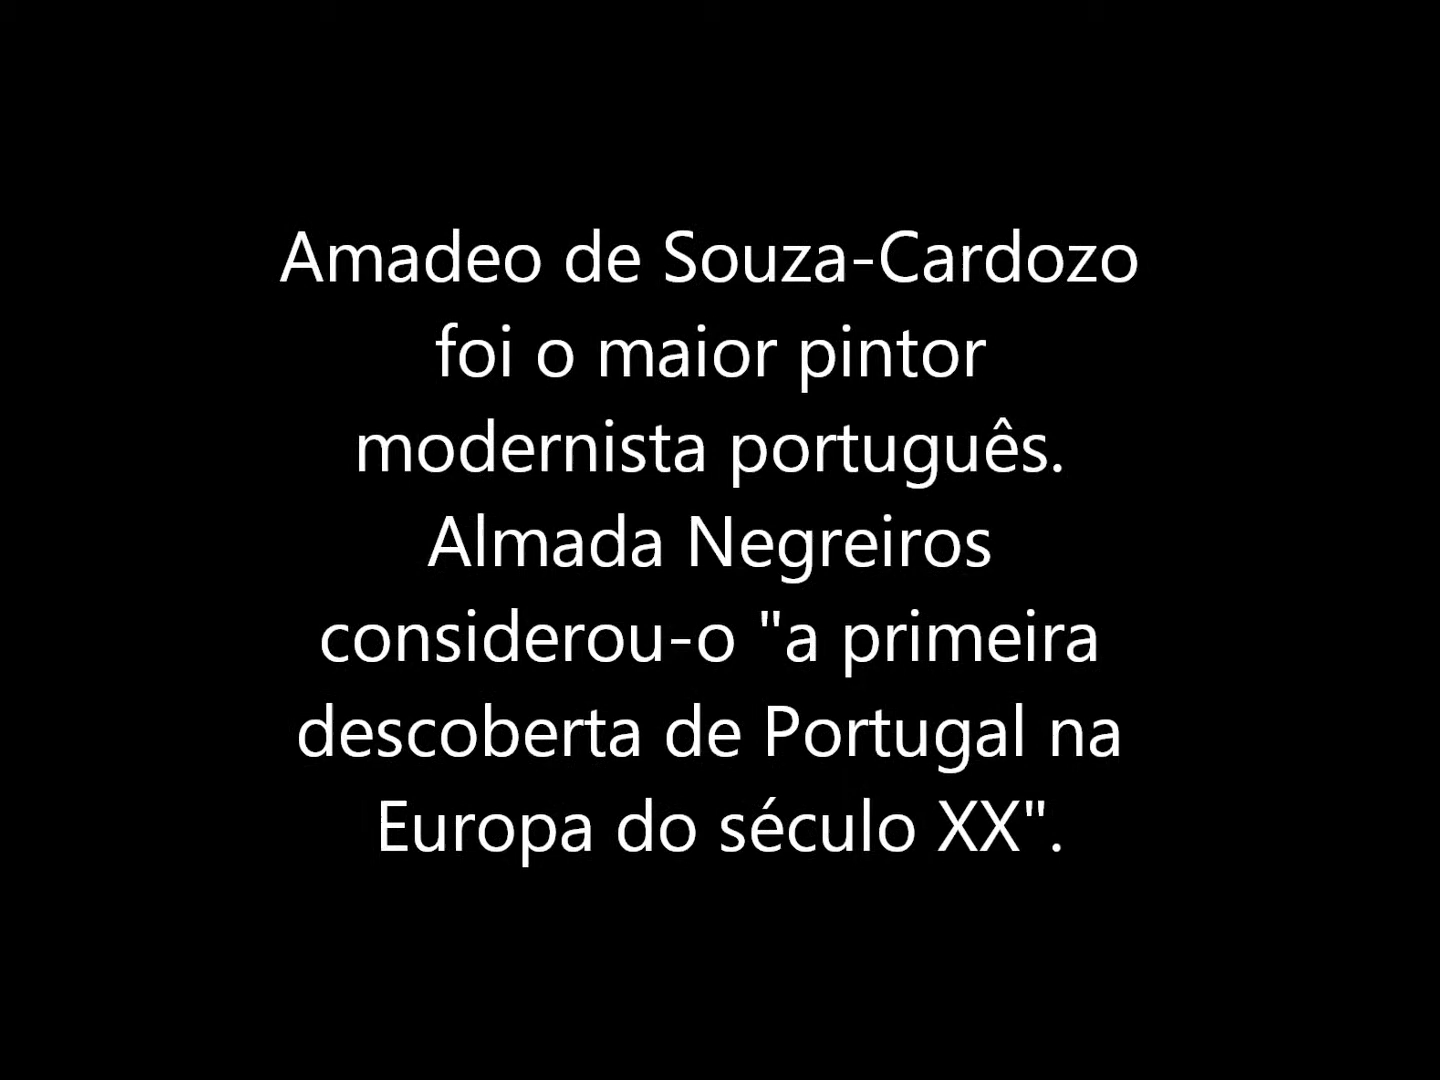 Amadeo de Souza-Cardozo
foi o maior pintor
modernista português.
Almada Negreiros
considerou-o "a primeira
descoberta de Portugal na
Europa do século XX".